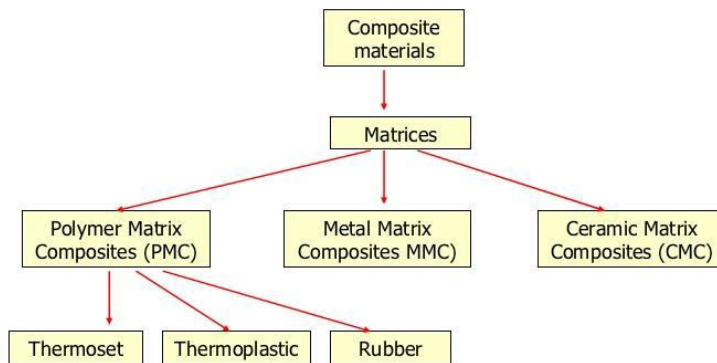 Composite
materials
Matrices
Polymer Matrix
Composites (PMC)
Metal Matrix
Composites MMC)
Ceramic Matrix
Composites (CMC)
Thermoset
Thermoplastic
Rubber